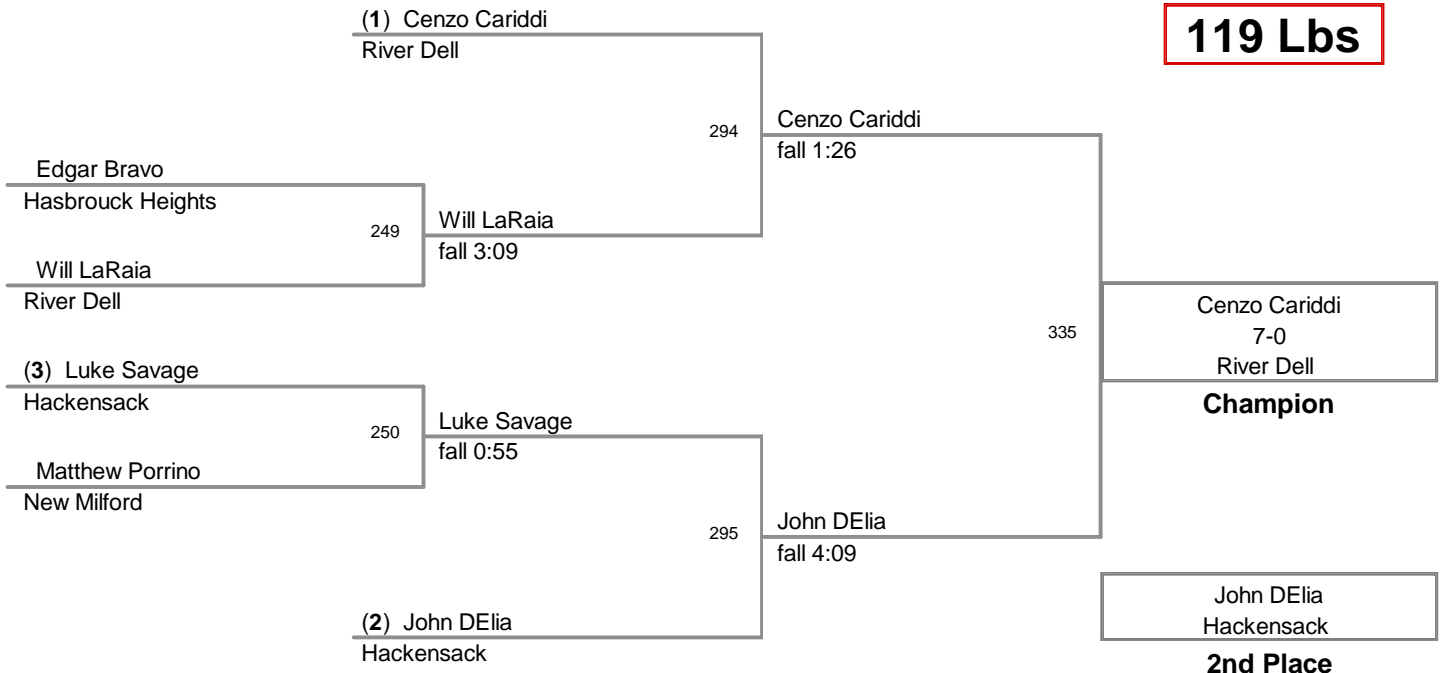 (1) Cenzo Cariddi
River Dell
119 Lbs
294
Cenzo Cariddi
fall 1:26
Edgar Bravo
Hasbrouck Heights
249
Will LaRaia
fall 3:09
Will LaRaia
River Dell
335
Cenzo Cariddi
7-0
River Dell
Champion
(3) Luke Savage
Hackensack
250
Luke Savage
fall 0:55
Matthew Porrino
New Milford
295
John DElia
fall 4:09
(2) John DElia
Hackensack
John DElia
Hackensack
2nd Place